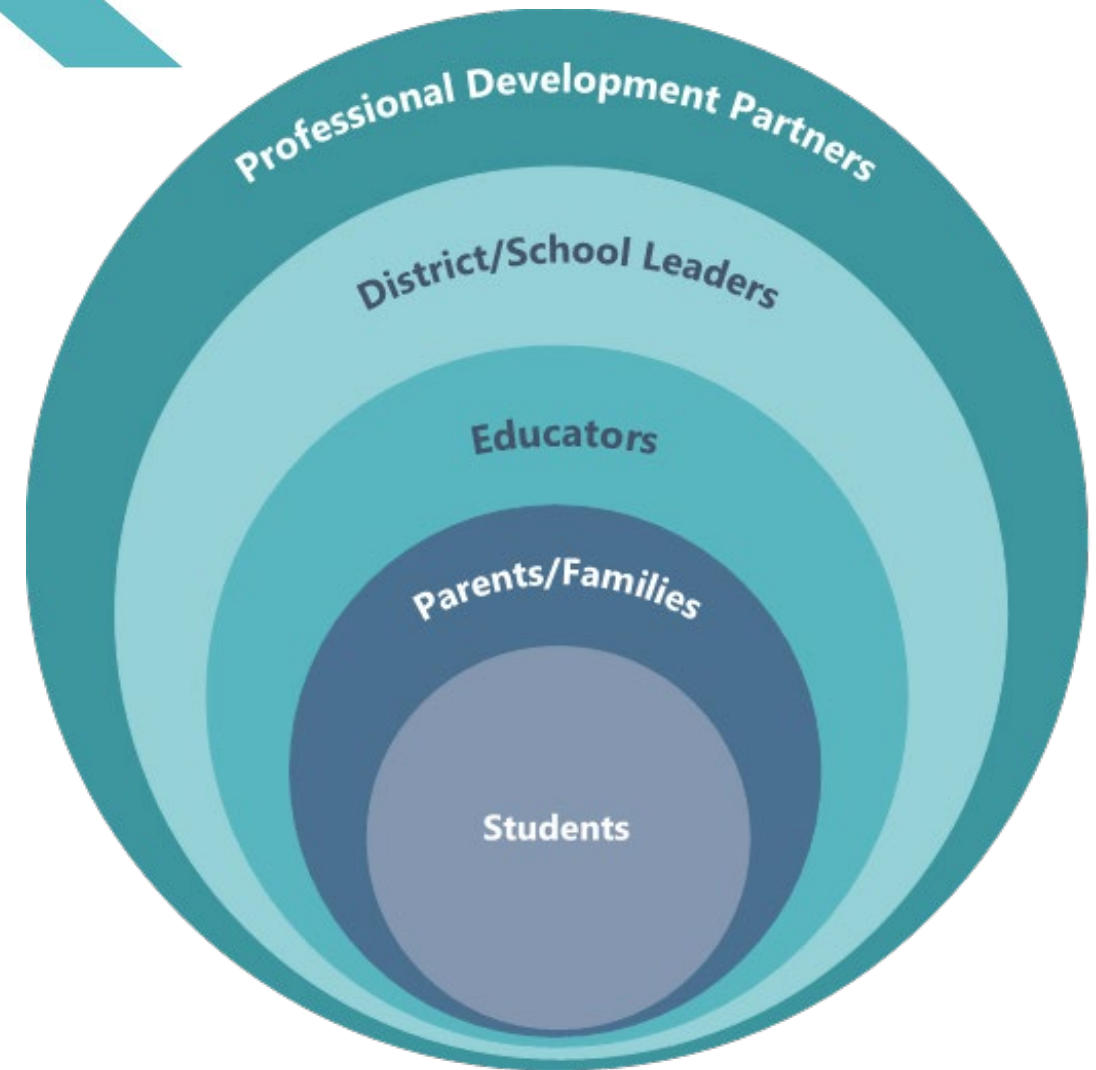 Professional Development Partners
District/School Leaders
Educators
Parents/Families
Students